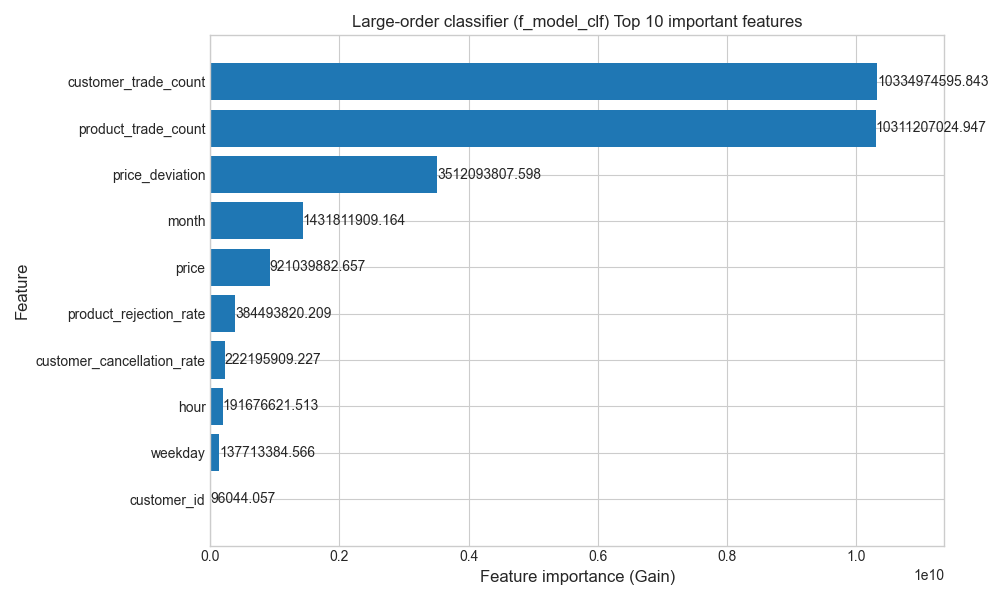 Large-order classifier (f_model_clf) Top 10 important features
Feature
customer_trade_count 10334974595.843
product_trade_count 10311207024.947
price_deviation 3512093807.598
month 1431811909.164
price 921039882.657
product_rejection_rate 384493820.209
customer_cancellation_rate 222195909.227
hour 191676621.513
weekday 137713384.566
customer_id 96044.057
0.0 0.2 0.4 0.6 0.8 1.0
1e10
Feature importance (Gain)